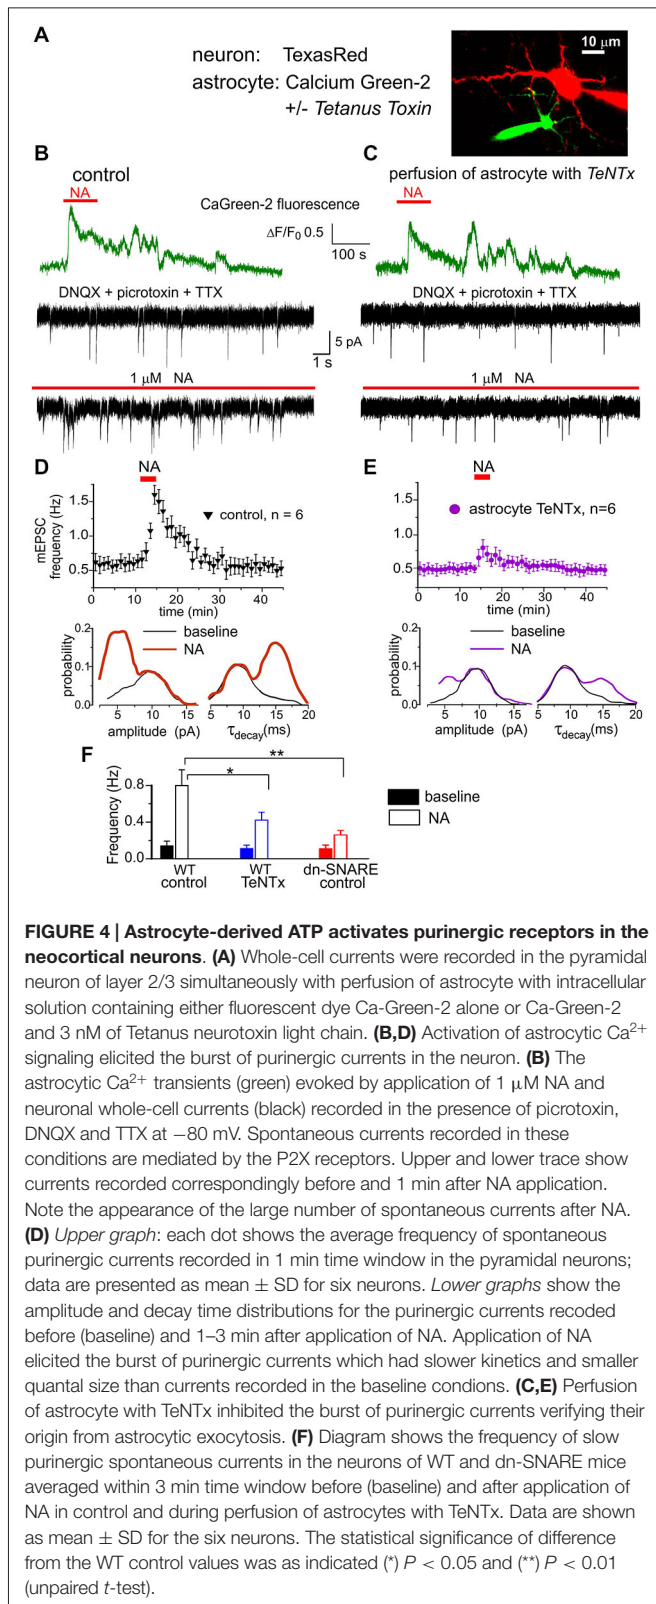 A
neuron: TexasRed
astrocyte: Calcium Green-2
+/- Tetanus Toxin
10 μm
B
control
NA
CaGreen-2 fluorescence
ΔF/F0 0.5
100 s
C
perfusion of astrocyte with TeNTx
NA
DNQX + picrotoxin + TTX
5 pA
1 s
DNQX + picrotoxin + TTX
1 μM NA
1 μM NA
D
NA
mEPSC
frequency (Hz)
1.5
1.0
0.5
control, n = 6
0 10 20 30 40
time (min)
E
NA
1.5
1.0
0.5
astrocyte TeNTx, n=6
0 10 20 30 40
time (min)
probability
0.2
0.1
0.0
baseline
NA
5 10 15
amplitude (pA)
5 10 15 20
τdecay(ms)
probability
0.2
0.1
0.0
baseline
NA
5 10 15
amplitude (pA)
5 10 15 20
τdecay(ms)
F
**
*
Frequency (Hz)
0.8
0.4
0.0
WT
control
WT
TeNTx
dn-SNARE
control
baseline
NA
FIGURE 4 | Astrocyte-derived ATP activates purinergic receptors in the
neocortical neurons. (A) Whole-cell currents were recorded in the pyramidal
neuron of layer 2/3 simultaneously with perfusion of astrocyte with intracellular
solution containing either fluorescent dye Ca-Green-2 alone or Ca-Green-2
and 3 nM of Tetanus neurotoxin light chain. (B,D) Activation of astrocytic Ca2+
signaling elicited the burst of purinergic currents in the neuron. (B) The
astrocytic Ca2+ transients (green) evoked by application of 1 μM NA and
neuronal whole-cell currents (black) recorded in the presence of picrotoxin,
DNQX and TTX at −80 mV. Spontaneous currents recorded in these
conditions are mediated by the P2X receptors. Upper and lower trace show
currents recorded correspondingly before and 1 min after NA application.
Note the appearance of the large number of spontaneous currents after NA.
(D) Upper graph: each dot shows the average frequency of spontaneous
purinergic currents recorded in 1 min time window in the pyramidal neurons;
data are presented as mean ± SD for six neurons. Lower graphs show the
amplitude and decay time distributions for the purinergic currents recoded
before (baseline) and 1–3 min after application of NA. Application of NA
elicited the burst of purinergic currents which had slower kinetics and smaller
quantal size than currents recorded in the baseline condions. (C,E) Perfusion
of astrocyte with TeNTx inhibited the burst of purinergic currents verifying their
origin from astrocytic exocytosis. (F) Diagram shows the frequency of slow
purinergic spontaneous currents in the neurons of WT and dn-SNARE mice
averaged within 3 min time window before (baseline) and after application of
NA in control and during perfusion of astrocytes with TeNTx. Data are shown
as mean ± SD for the six neurons. The statistical significance of difference
from the WT control values was as indicated (*) P < 0.05 and (**) P < 0.01
(unpaired t-test).